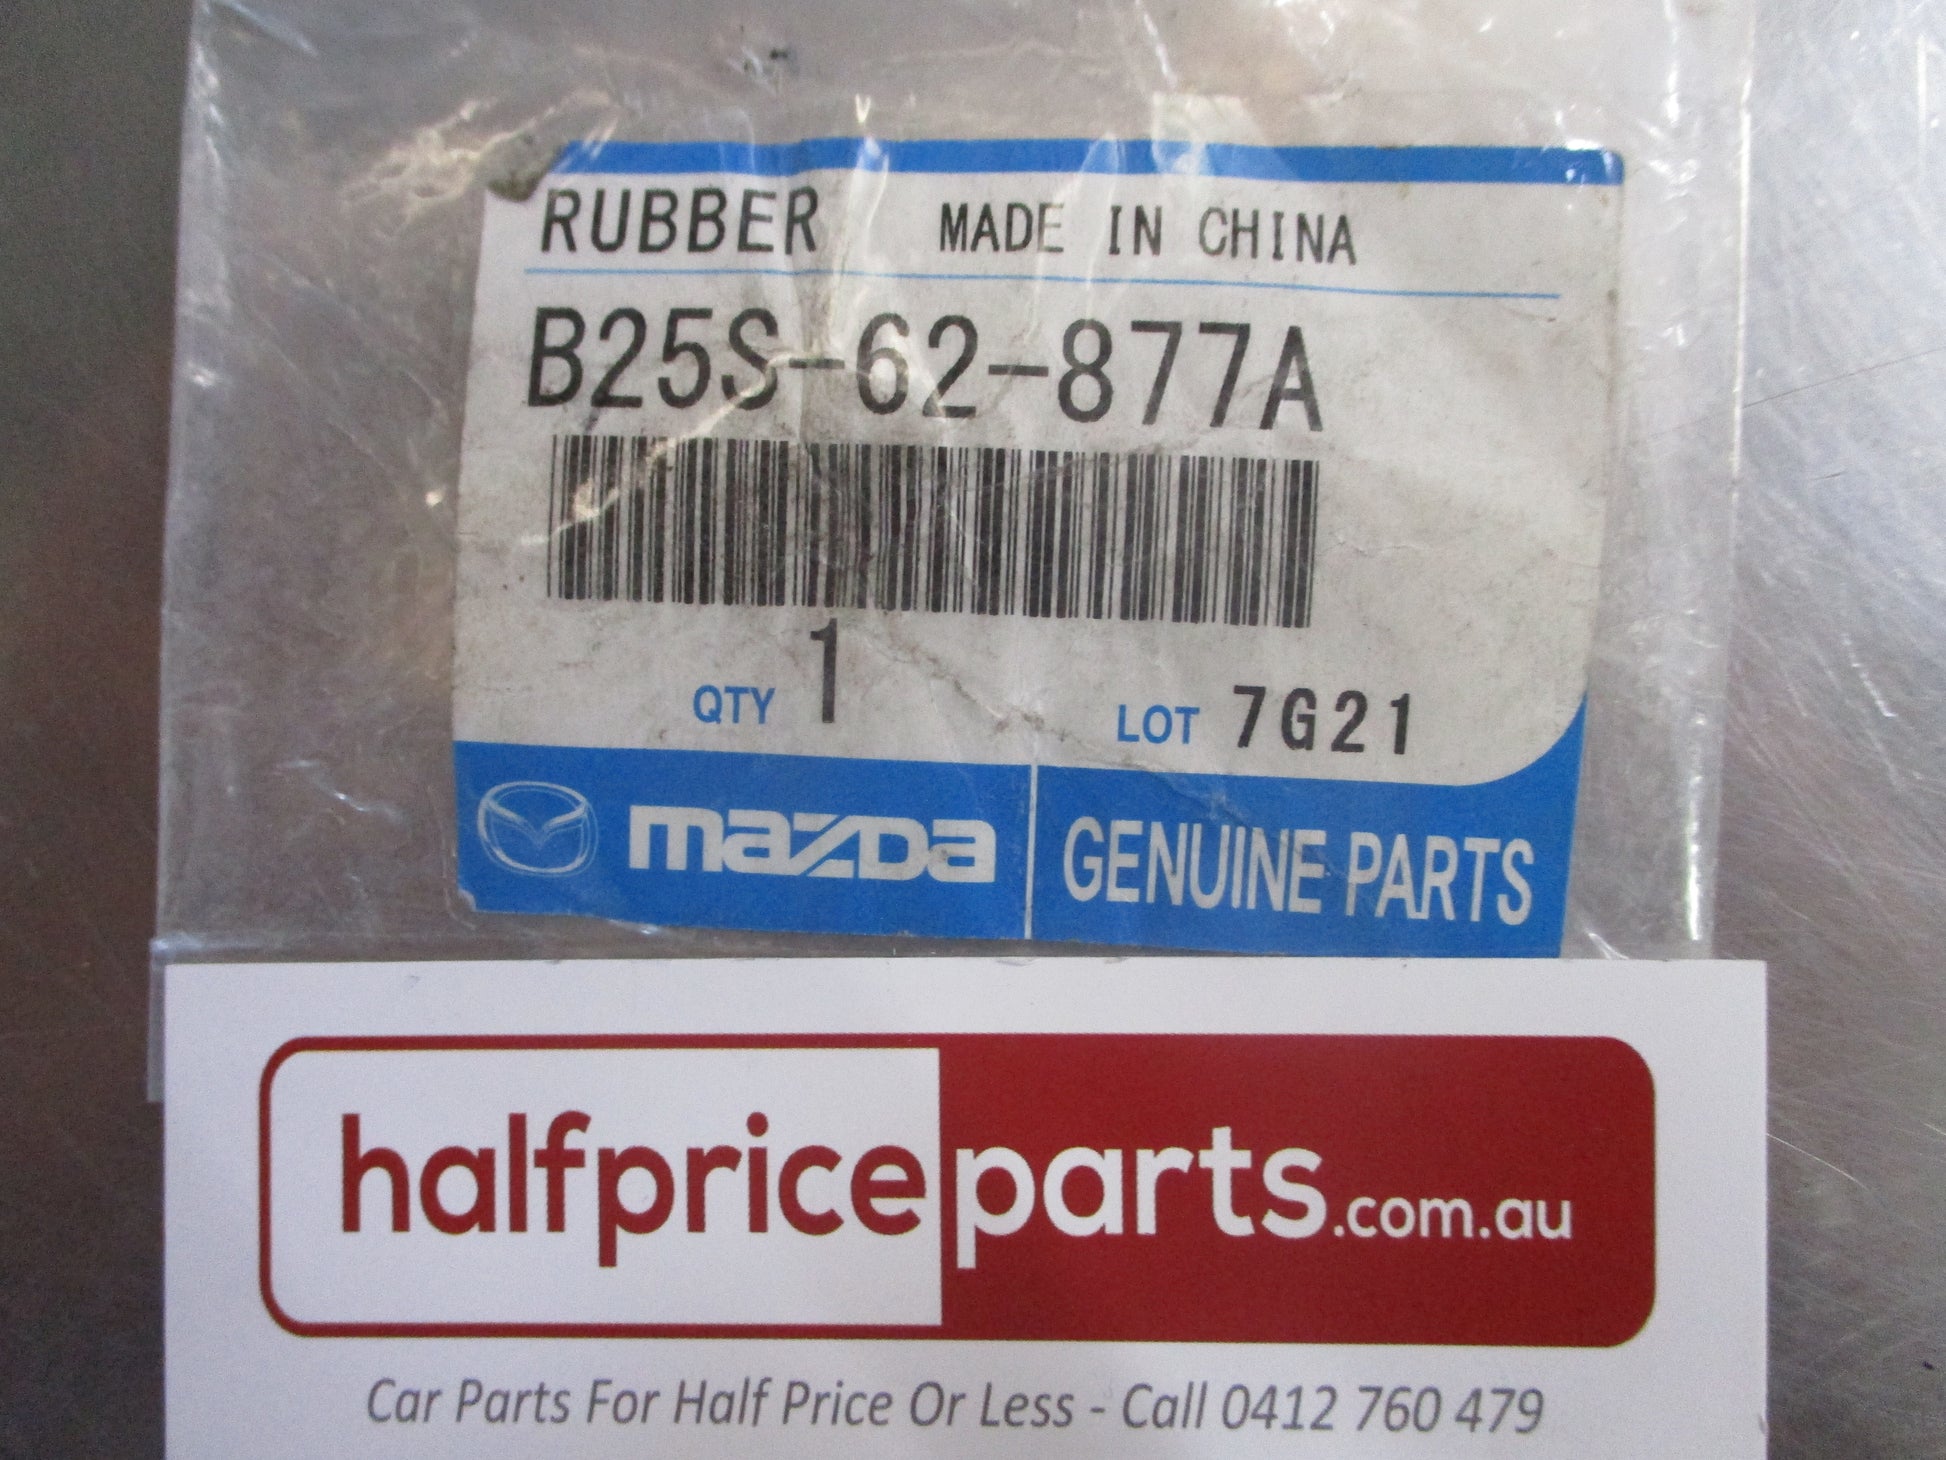 RUBBER MADE IN CHINA
B25S-62-877A
QTY 1 LOT 7G21
mazda GENUINE PARTS
halfpriceparts.com.au
Car Parts For Half Price Or Less - Call 0412 760 479